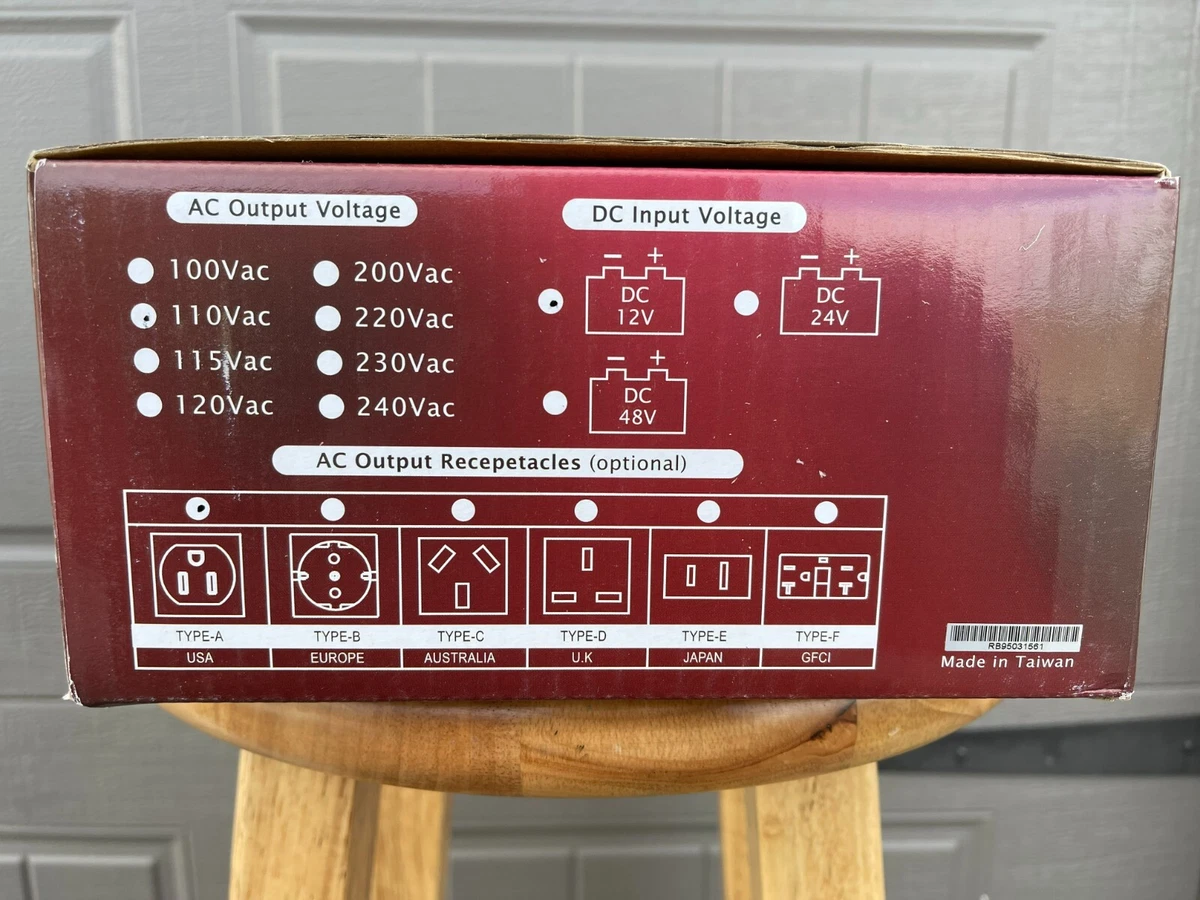 AC Output Voltage
100Vac 200Vac
110Vac 220Vac
115Vac 230Vac
120Vac 240Vac
DC Input Voltage
− +
DC
12V
− +
DC
24V
− +
DC
48V
AC Output Recepetacles (optional)
TYPE-A TYPE-B TYPE-C TYPE-D TYPE-E TYPE-F
USA EUROPE AUSTRALIA U.K JAPAN GFCI
RB95031561
Made in Taiwan